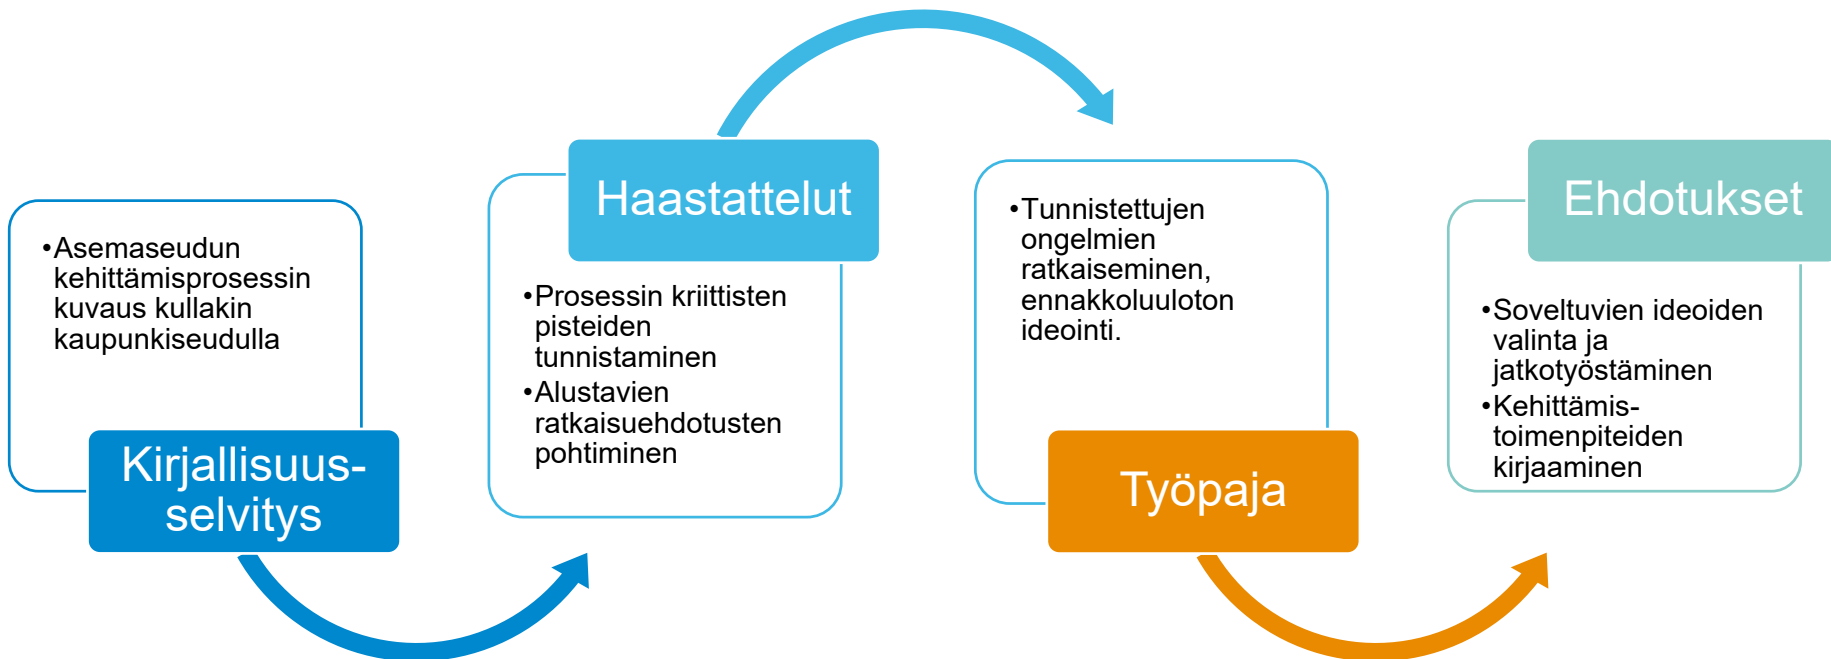 •Asemaseudun
kehittämisprosessin
kuvaus kullakin
kaupunkiseudulla
Kirjallisuus-
selvitys
Haastattelut
•Prosessin kriittisten
pisteiden
tunnistaminen
•Alustavien
ratkaisuehdotusten
pohtiminen
•Tunnistettujen
ongelmien
ratkaiseminen,
ennakkoluuloton
ideointi.
Työpaja
Ehdotukset
•Soveltuvien ideoiden
valinta ja
jatkotyöstäminen
•Kehittämis-
toimenpiteiden
kirjaaminen